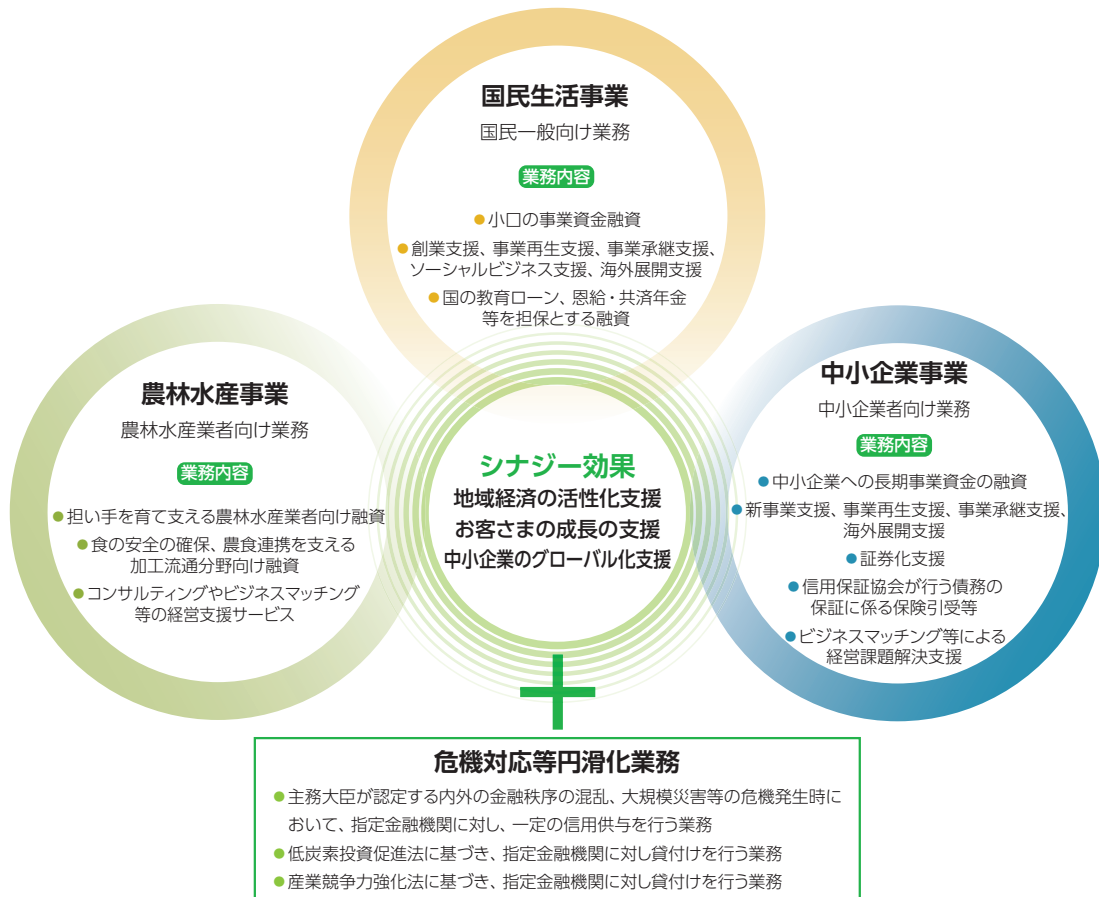 国民生活事業
国民一般向け業務
業務内容
●小口の事業資金融資
●創業支援、事業再生支援、事業承継支援、
ソーシャルビジネス支援、海外展開支援
●国の教育ローン、恩給・共済年金
等を担保とする融資
農林水産事業
農林水産業者向け業務
業務内容
●担い手を育て支える農林水産業者向け融資
●食の安全の確保、農食連携を支える
加工流通分野向け融資
●コンサルティングやビジネスマッチング
等の経営支援サービス
シナジー効果
地域経済の活性化支援
お客さまの成長の支援
中小企業のグローバル化支援
中小企業事業
中小企業者向け業務
業務内容
●中小企業への長期事業資金の融資
●新事業支援、事業再生支援、事業承継支援、
海外展開支援
●証券化支援
●信用保証協会が行う債務の
保証に係る保険引受等
●ビジネスマッチング等による
経営課題解決支援
危機対応等円滑化業務
●主務大臣が認定する内外の金融秩序の混乱、大規模災害等の危機発生時に
おいて、指定金融機関に対し、一定の信用供与を行う業務
●低炭素投資促進法に基づき、指定金融機関に対し貸付けを行う業務
●産業競争力強化法に基づき、指定金融機関に対し貸付けを行う業務